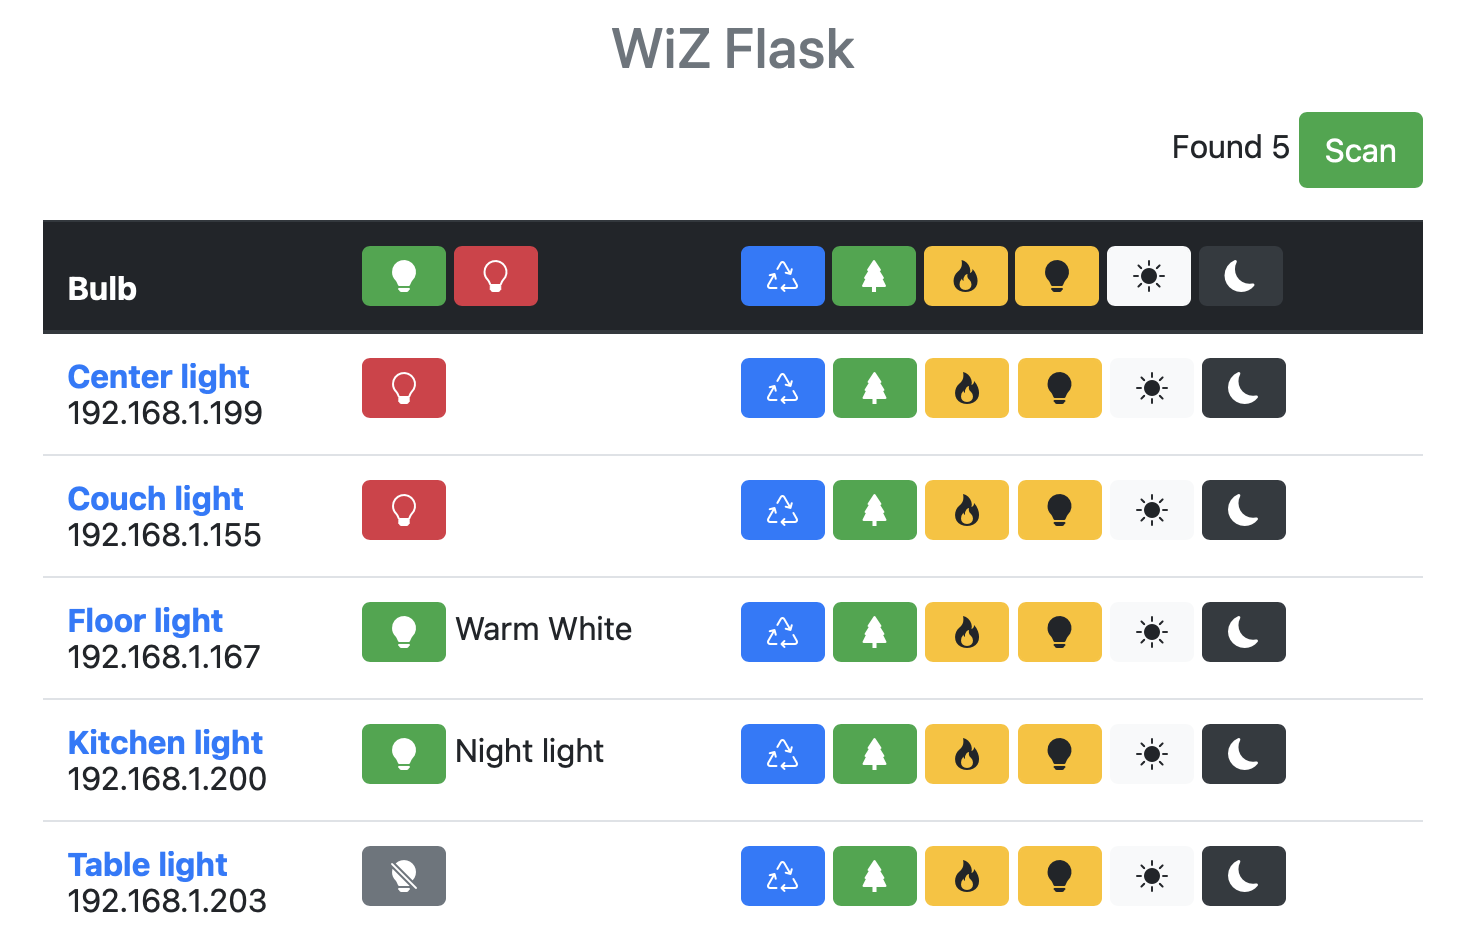 WiZ Flask
Found 5 Scan
Bulb
Center light
192.168.1.199
Couch light
192.168.1.155
Floor light
192.168.1.167
Warm White
Kitchen light
192.168.1.200
Night light
Table light
192.168.1.203